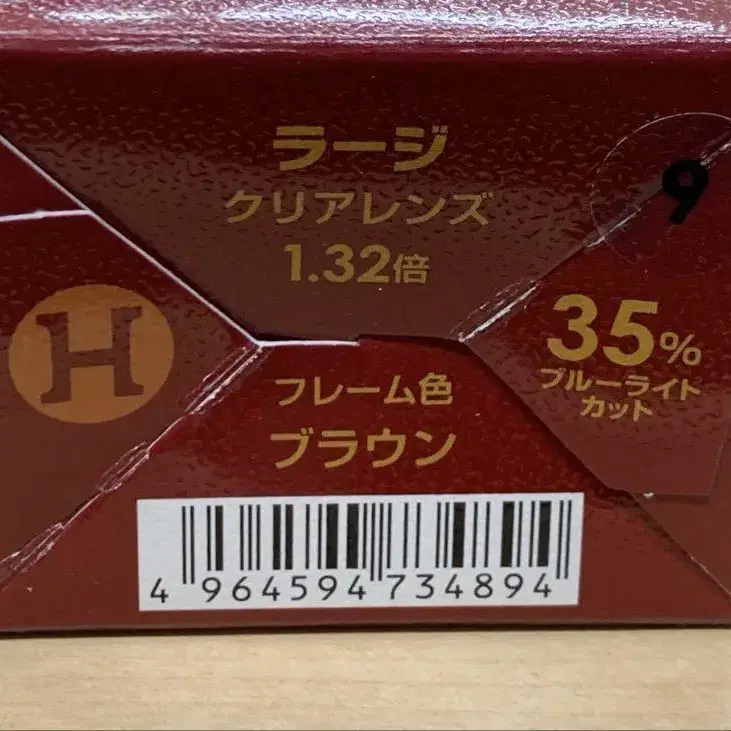 ラージ
クリアレンズ
1.32倍
9
H
35%
ブルーライト
カット
フレーム色
ブラウン
4 964594 734894